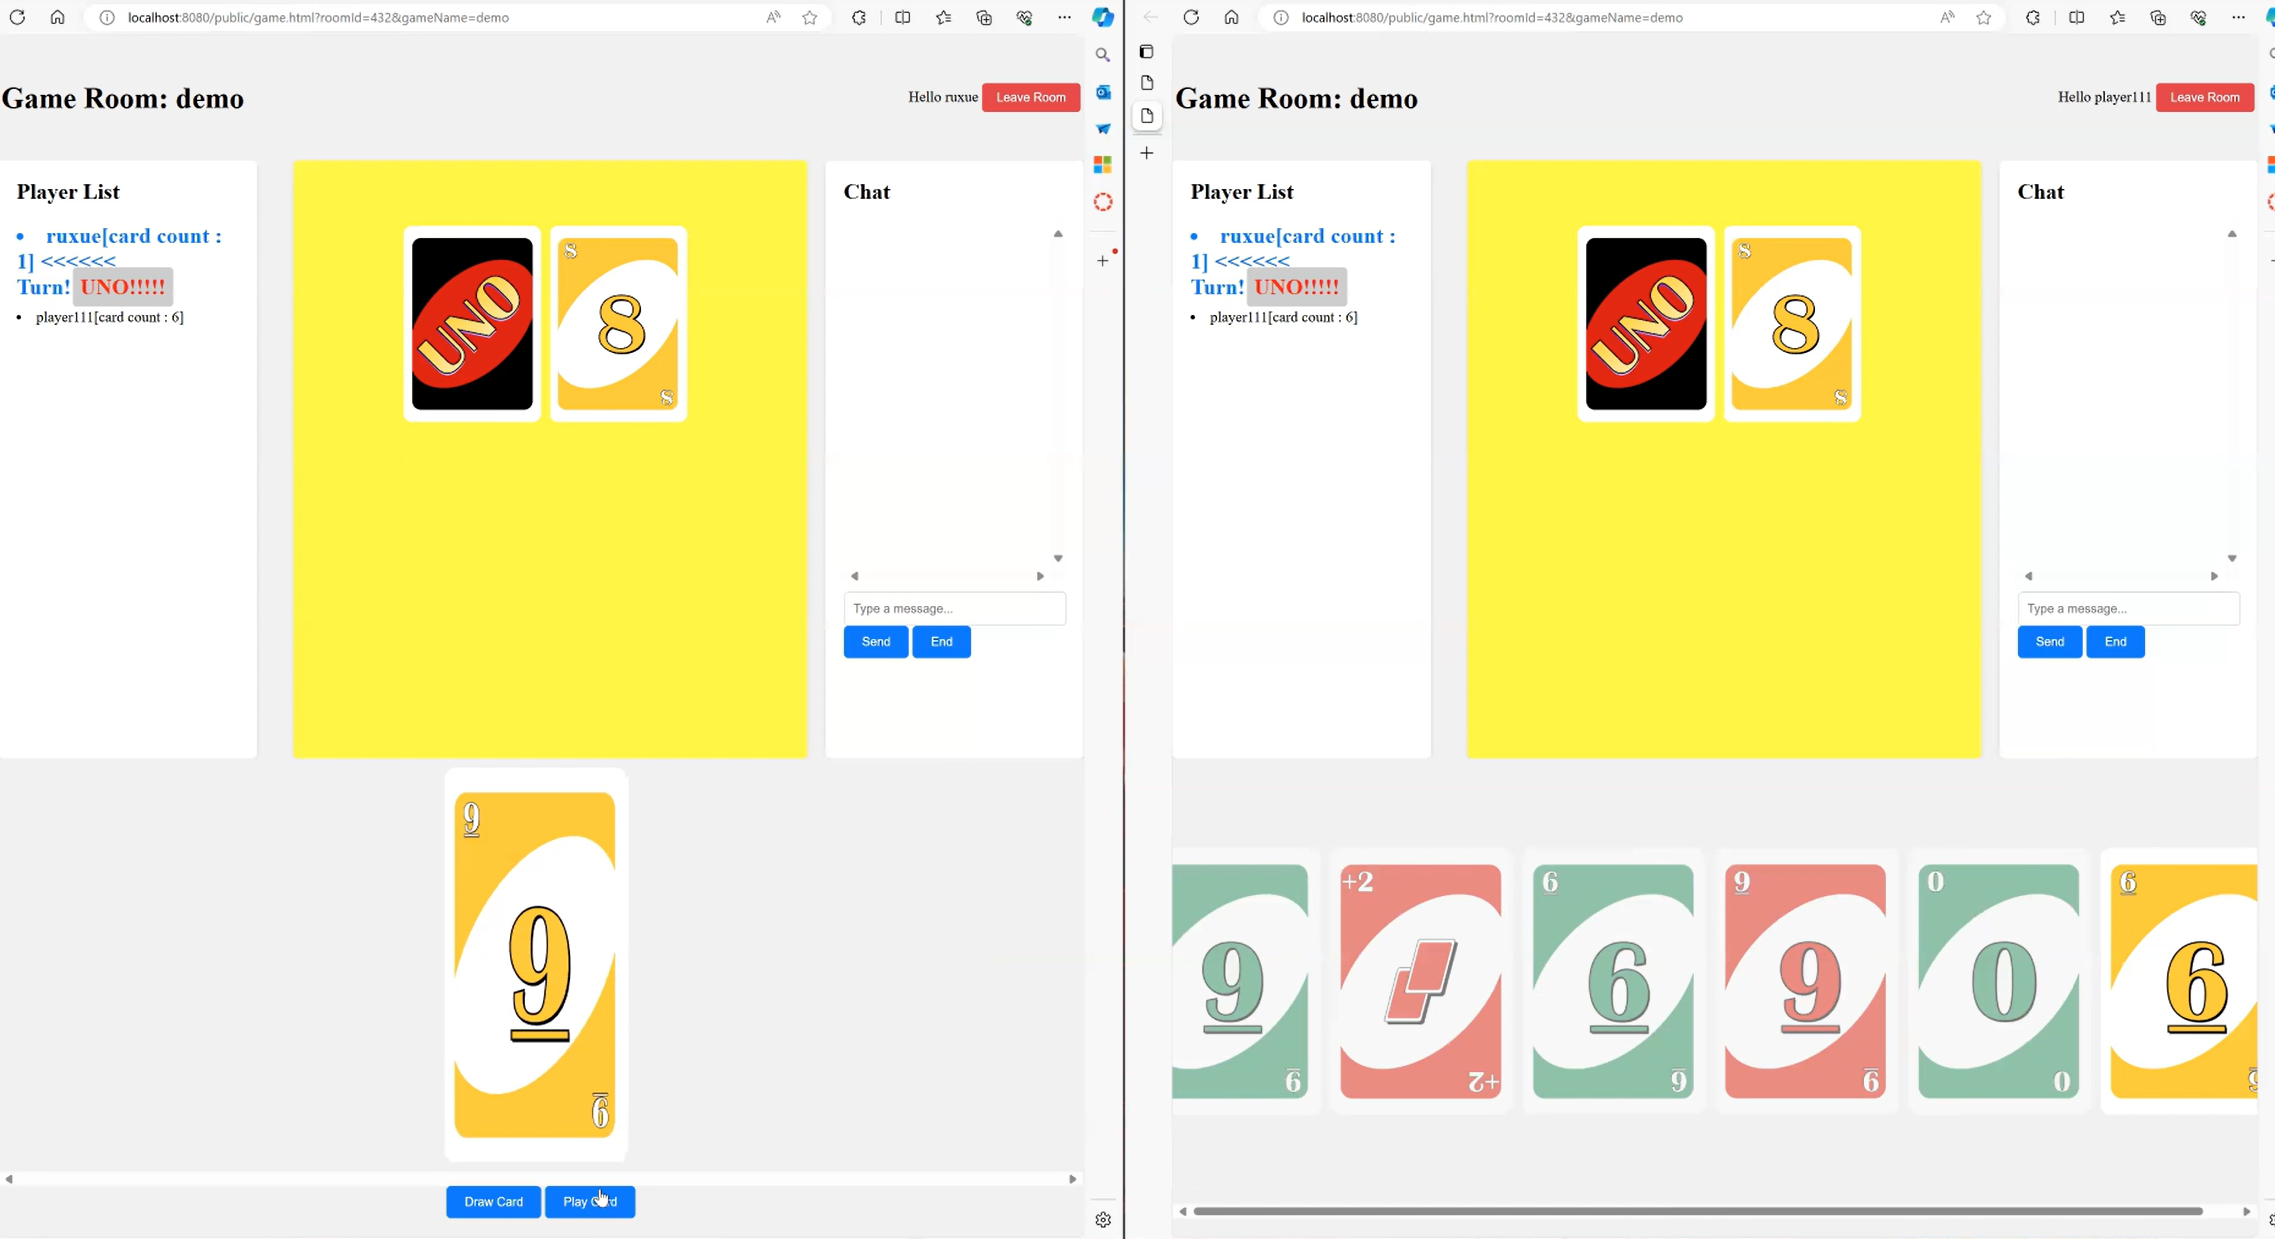 localhost:8080/public/game.html?roomId=432&gameName=demo
Game Room: demo
Hello ruxue
Leave Room
Player List
ruxue[card count :
1] <<<<<<
Turn! UNO!!!!!
player111[card count : 6]
UNO
8
8
8
Chat
Type a message...
Send
End
9
9
9
Draw Card
Play Card
localhost:8080/public/game.html?roomId=432&gameName=demo
Game Room: demo
Hello player111
Leave Room
Player List
ruxue[card count :
1] <<<<<<
Turn! UNO!!!!!
player111[card count : 6]
UNO
8
8
8
Chat
Type a message...
Send
End
9
9
+2
+2
6
6
6
9
9
9
0
0
0
6
6